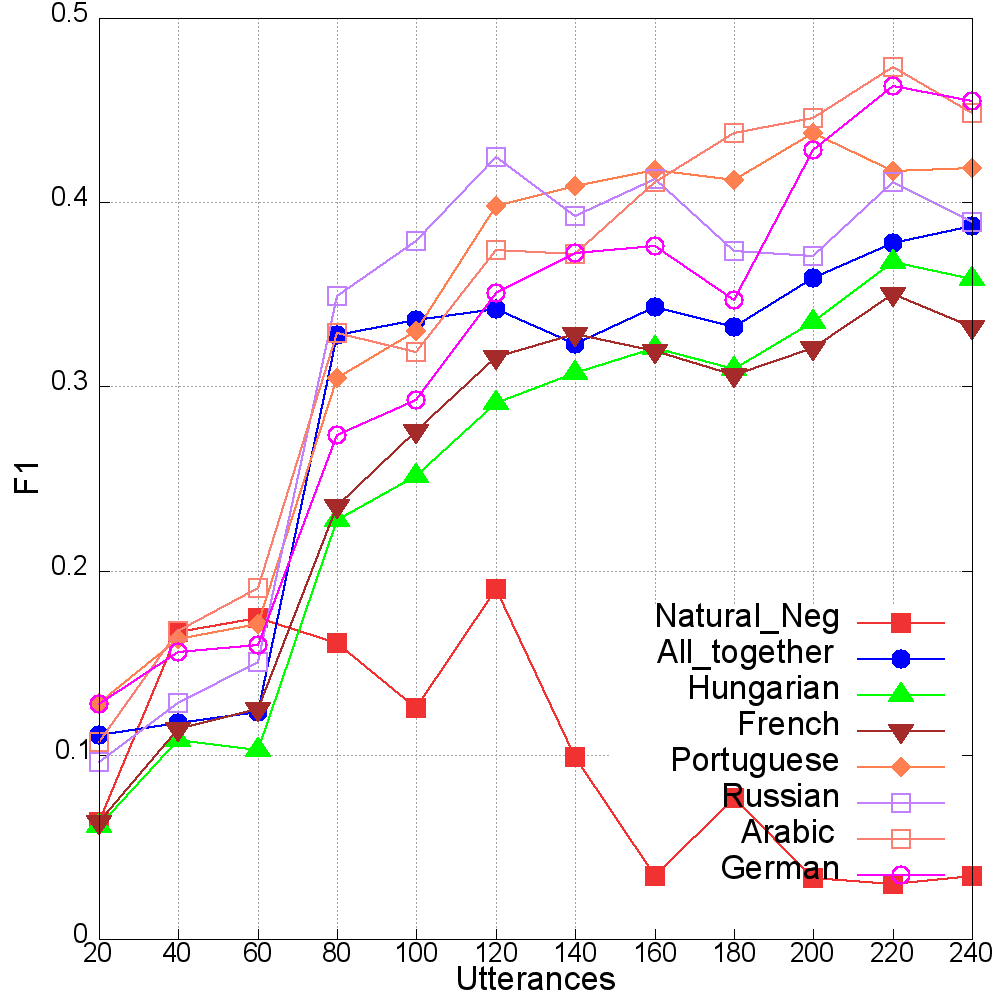 0.5
0.4
0.3
0.2
0.1
0
F1
Natural_Neg
All_together
Hungarian
French
Portuguese
Russian
Arabic
German
20 40 60 80 100 120 140 160 180 200 220 240
Utterances